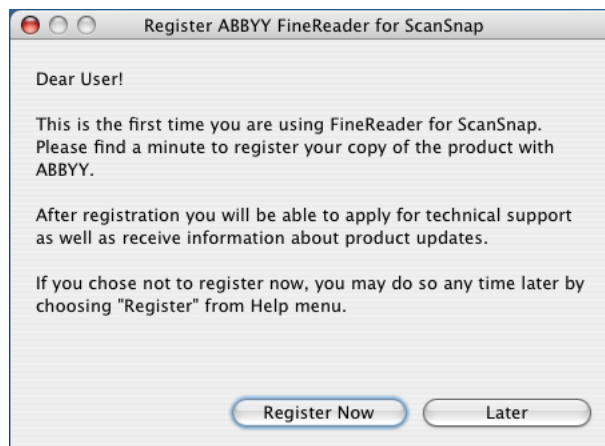 Register ABBYY FineReader for ScanSnap
Dear User!
This is the first time you are using FineReader for ScanSnap.
Please find a minute to register your copy of the product with
ABBYY.
After registration you will be able to apply for technical support
as well as receive information about product updates.
If you chose not to register now, you may do so any time later by
choosing "Register" from Help menu.
Register Now
Later